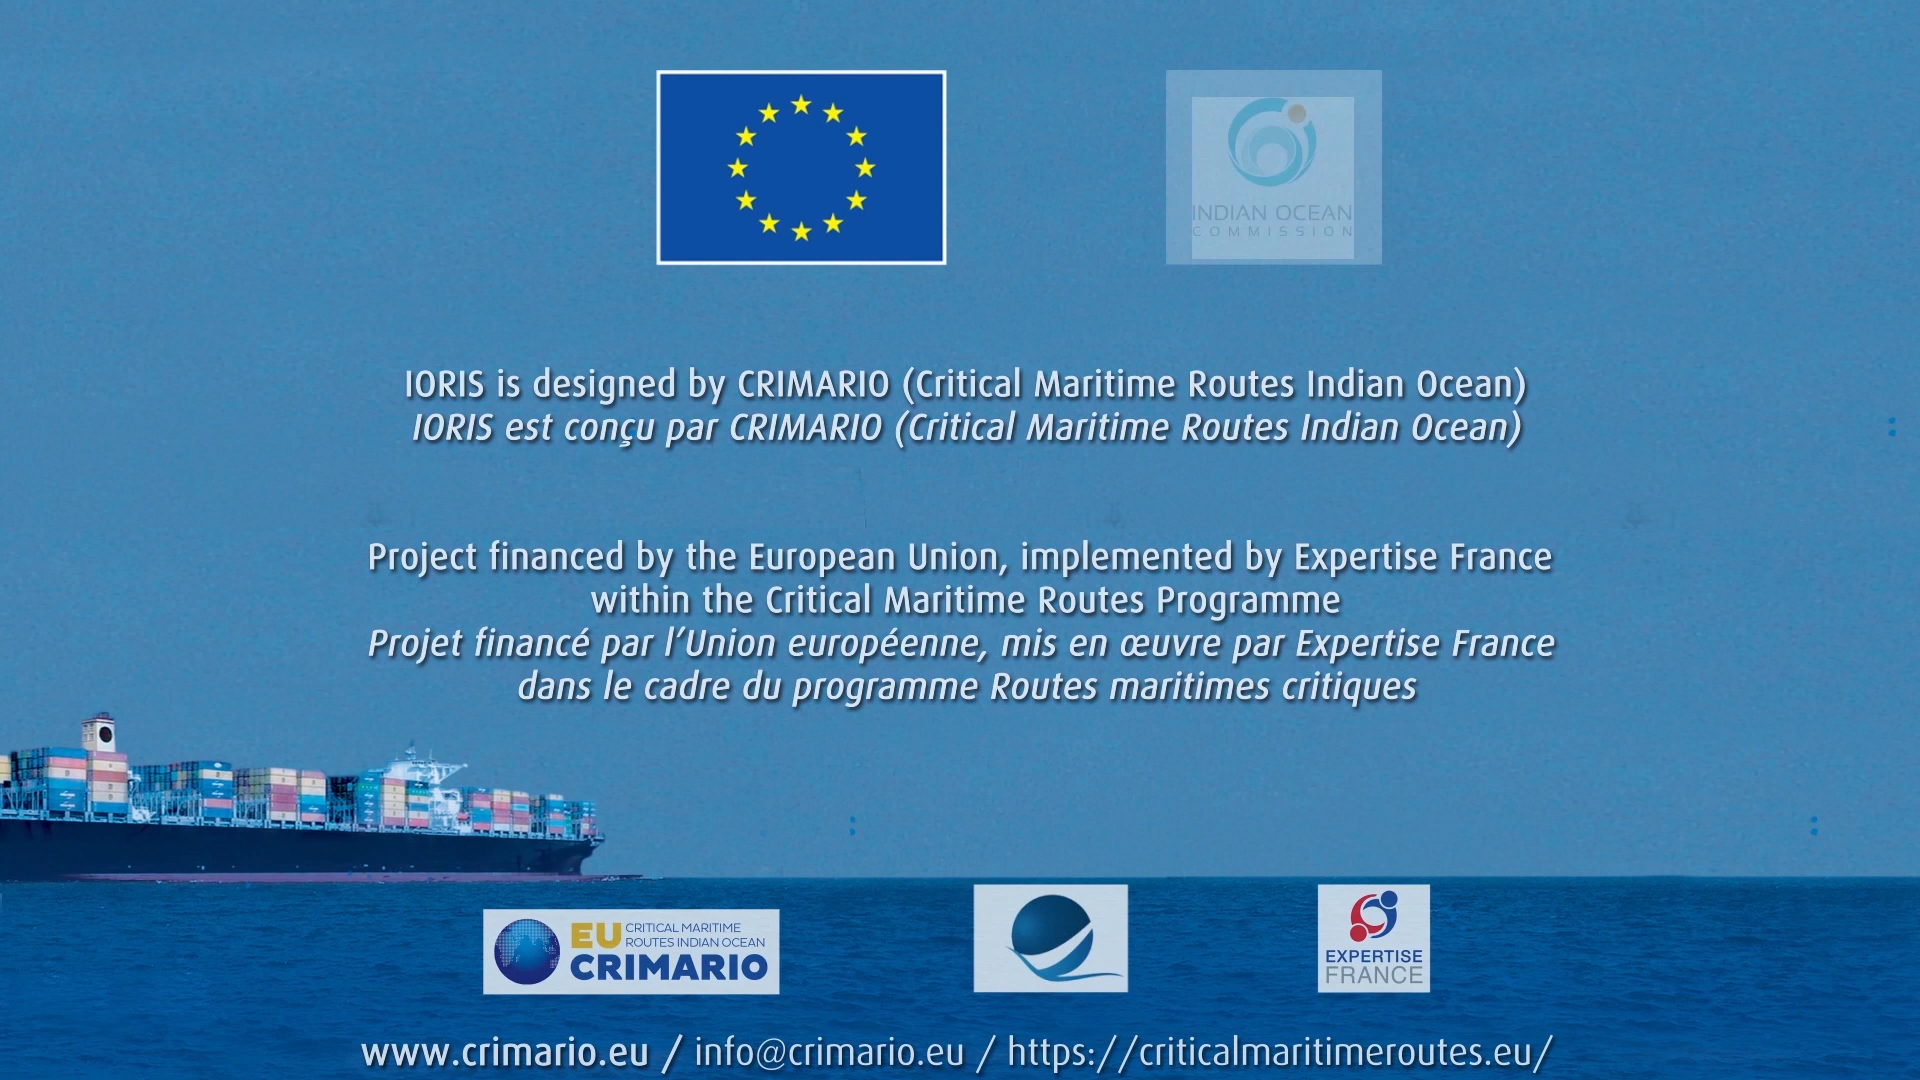 INDIAN OCEAN
COMMISSION
IORIS is designed by CRIMARIO (Critical Maritime Routes Indian Ocean)
IORIS est conçu par CRIMARIO (Critical Maritime Routes Indian Ocean)
Project financed by the European Union, implemented by Expertise France
within the Critical Maritime Routes Programme
Projet financé par l’Union européenne, mis en œuvre par Expertise France
dans le cadre du programme Routes maritimes critiques
EU CRITICAL MARITIME
ROUTES INDIAN OCEAN
CRIMARIO
EXPERTISE
FRANCE
www.crimario.eu / info@crimario.eu / https://criticalmaritimeroutes.eu/